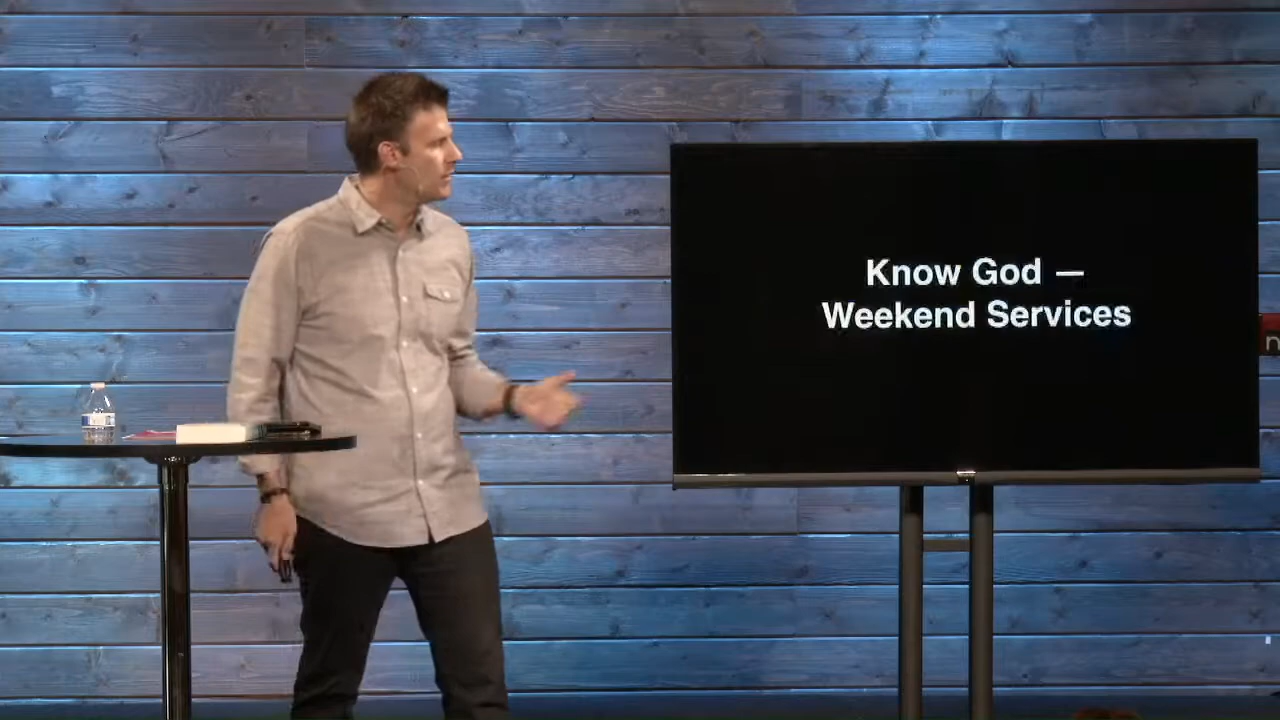 Know God —
Weekend Services